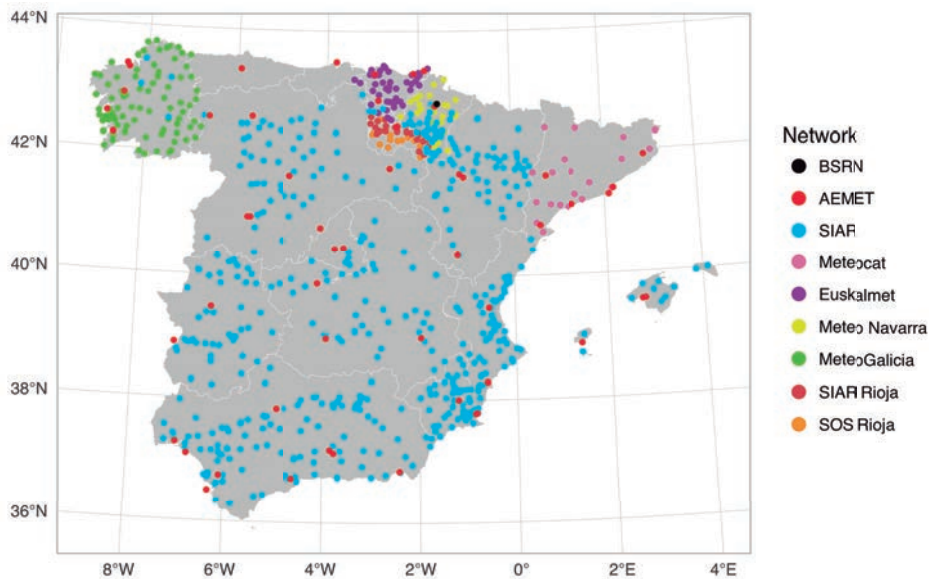 44°N
42°N
40°N
38°N
36°N
8°W 6°W 4°W 2°W 0° 2°E 4°E
Network
BSRN
AEMET
SIAR
Meteocat
Euskalmet
Meteo Navarra
MeteoGalicia
SIAR Rioja
SOS Rioja